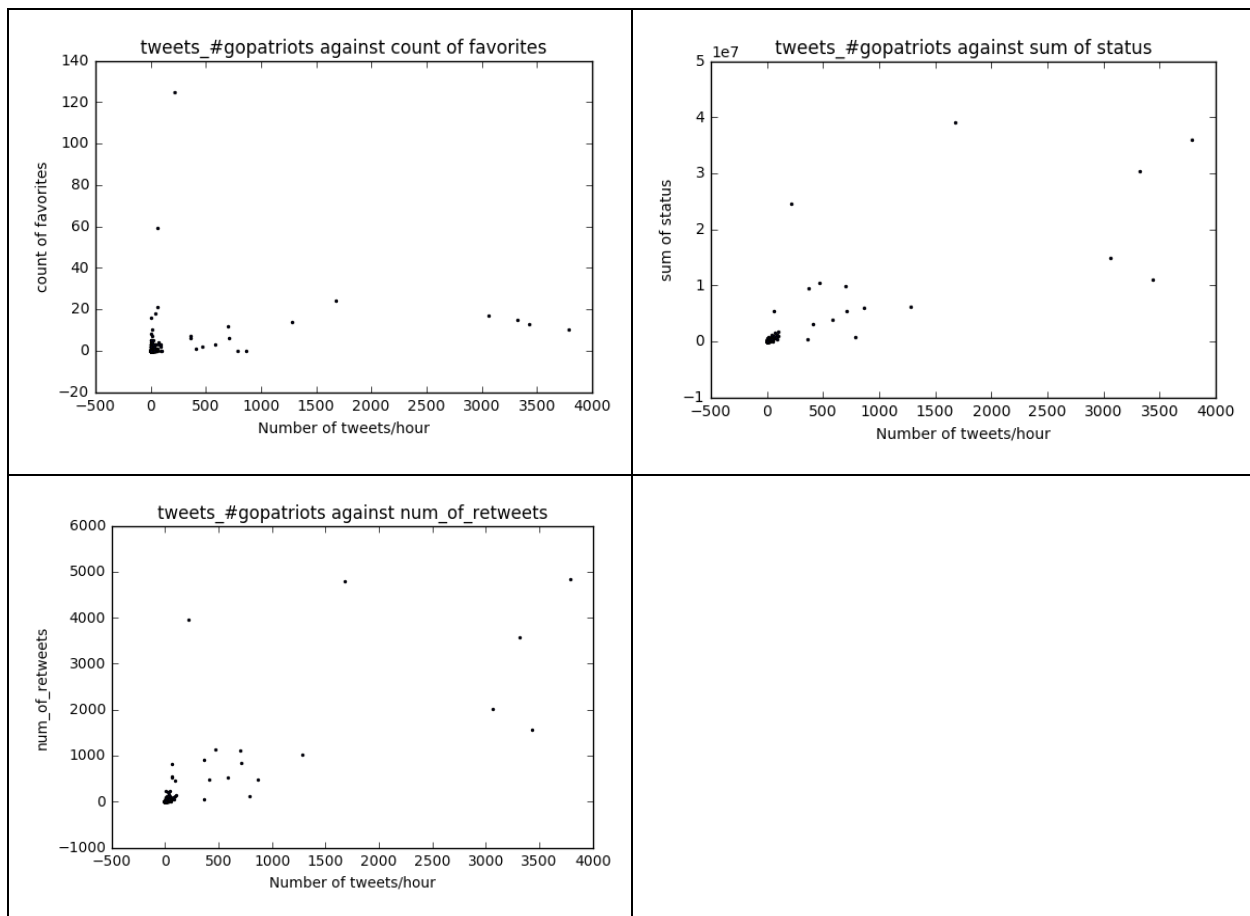 tweets_#gopatriots against count of favorites
140
120
100
80
60
40
20
0
−20
count of favorites
−500 0 500 1000 1500 2000 2500 3000 3500 4000
Number of tweets/hour
tweets_#gopatriots against sum of status
1e7
5
4
3
2
1
0
−1
sum of status
−500 0 500 1000 1500 2000 2500 3000 3500 4000
Number of tweets/hour
tweets_#gopatriots against num_of_retweets
6000
5000
4000
3000
2000
1000
0
−1000
num_of_retweets
−500 0 500 1000 1500 2000 2500 3000 3500 4000
Number of tweets/hour